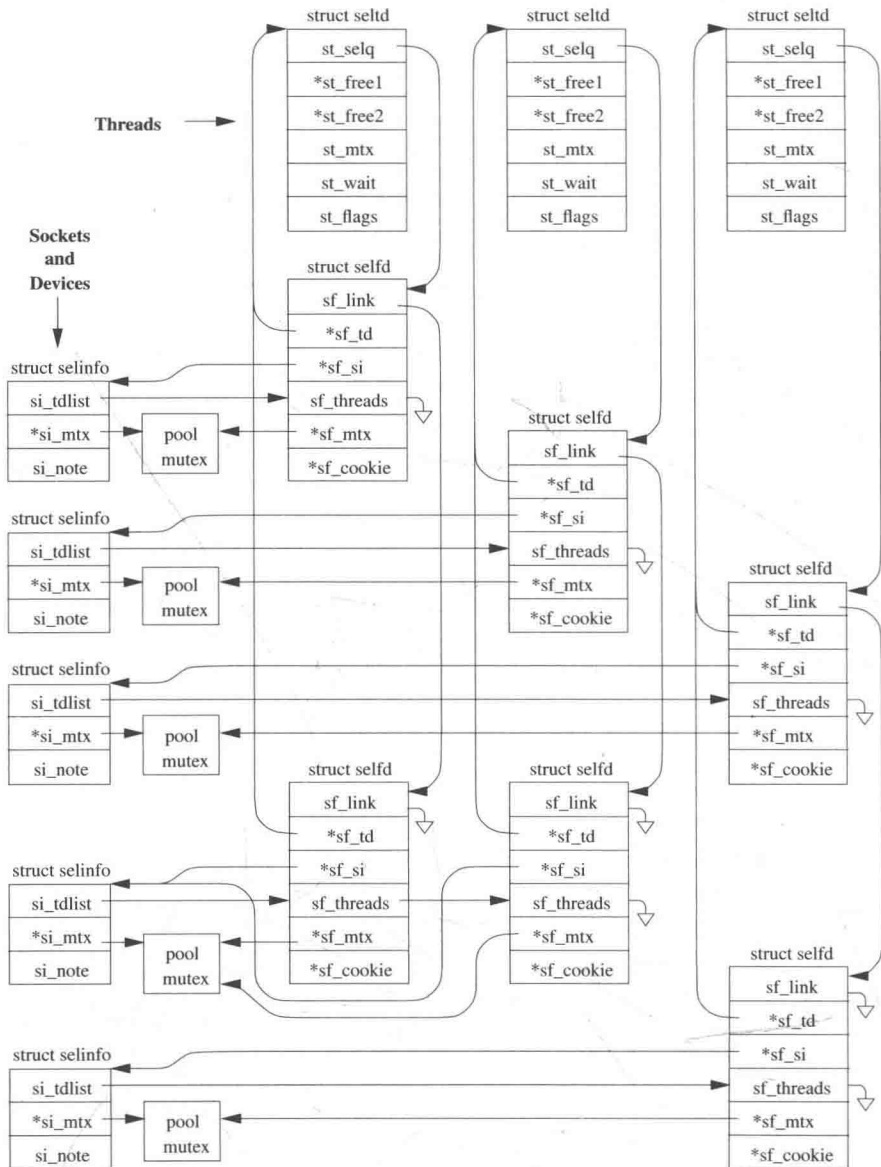 struct seltd
st_selq
*st_free1
*st_free2
st_mtx
st_wait
st_flags
struct seltd
st_selq
*st_free1
*st_free2
st_mtx
st_wait
st_flags
struct seltd
st_selq
*st_free1
*st_free2
st_mtx
st_wait
st_flags
Threads
Sockets
and
Devices
struct selfd
sf_link
*sf_td
*sf_si
sf_threads
*sf_mtx
*sf_cookie
struct selinfo
si_tdlist
*si_mtx
si_note
pool
mutex
struct selfd
sf_link
*sf_td
*sf_si
sf_threads
*sf_mtx
*sf_cookie
struct selinfo
si_tdlist
*si_mtx
si_note
pool
mutex
struct selfd
sf_link
*sf_td
*sf_si
sf_threads
*sf_mtx
*sf_cookie
struct selinfo
si_tdlist
*si_mtx
si_note
pool
mutex
struct selfd
sf_link
*sf_td
*sf_si
sf_threads
*sf_mtx
*sf_cookie
struct selfd
sf_link
*sf_td
*sf_si
sf_threads
*sf_mtx
*sf_cookie
struct selinfo
si_tdlist
*si_mtx
si_note
pool
mutex
struct selfd
sf_link
*sf_td
*sf_si
sf_threads
*sf_mtx
*sf_cookie
struct selinfo
si_tdlist
*si_mtx
si_note
pool
mutex